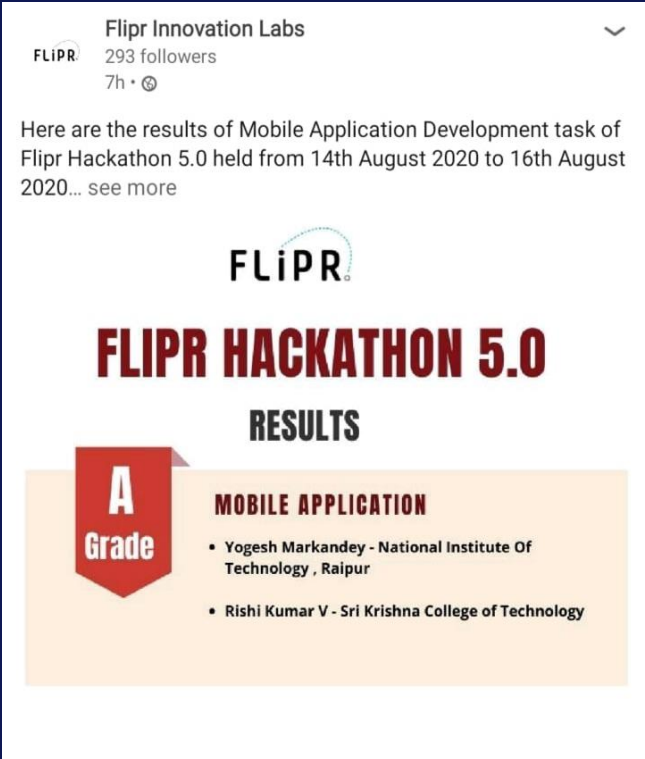 Flipr Innovation Labs
FLiPR
293 followers
7h •
Here are the results of Mobile Application Development task of
Flipr Hackathon 5.0 held from 14th August 2020 to 16th August
2020... see more
FLiPR
FLIPR HACKATHON 5.0
RESULTS
A
Grade
MOBILE APPLICATION
• Yogesh Markandey - National Institute Of
Technology , Raipur
• Rishi Kumar V - Sri Krishna College of Technology